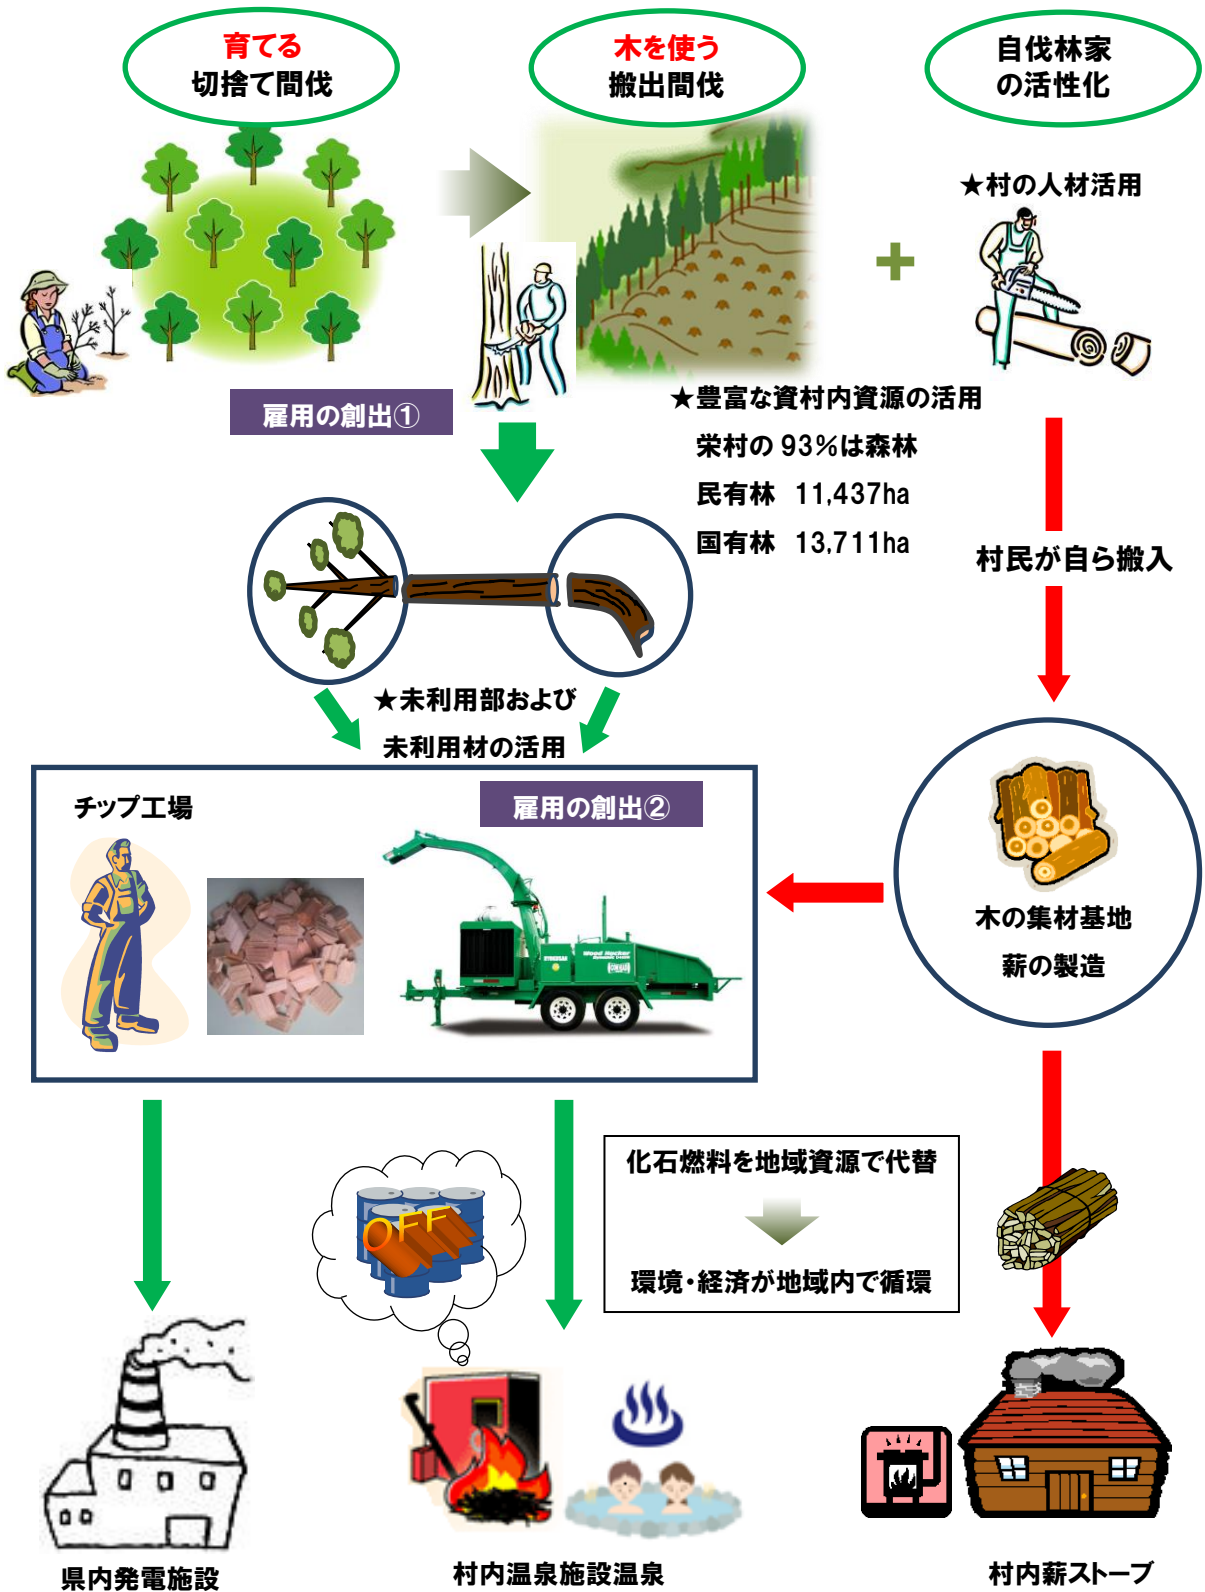 育てる
切捨て間伐
木を使う
搬出間伐
自伐林家
の活性化
★村の人材活用
雇用の創出①
★豊富な資村内資源の活用
栄村の 93%は森林
民有林 11,437ha
国有林 13,711ha
村民が自ら搬入
★未利用部および
未利用材の活用
チップ工場
雇用の創出②
木の集材基地
薪の製造
化石燃料を地域資源で代替
環境・経済が地域内で循環
OFF
県内発電施設
村内温泉施設温泉
村内薪ストーブ